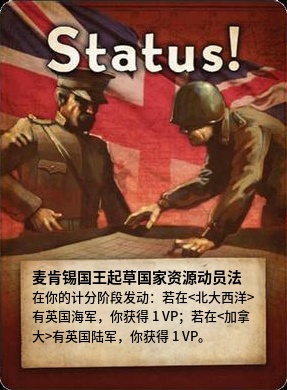 Status!
麦肯锡国王起草国家资源动员法
在你的计分阶段发动：若在<北大西洋>
有英国海军，你获得 1 VP；若在<加拿
大>有英国陆军，你获得 1 VP。